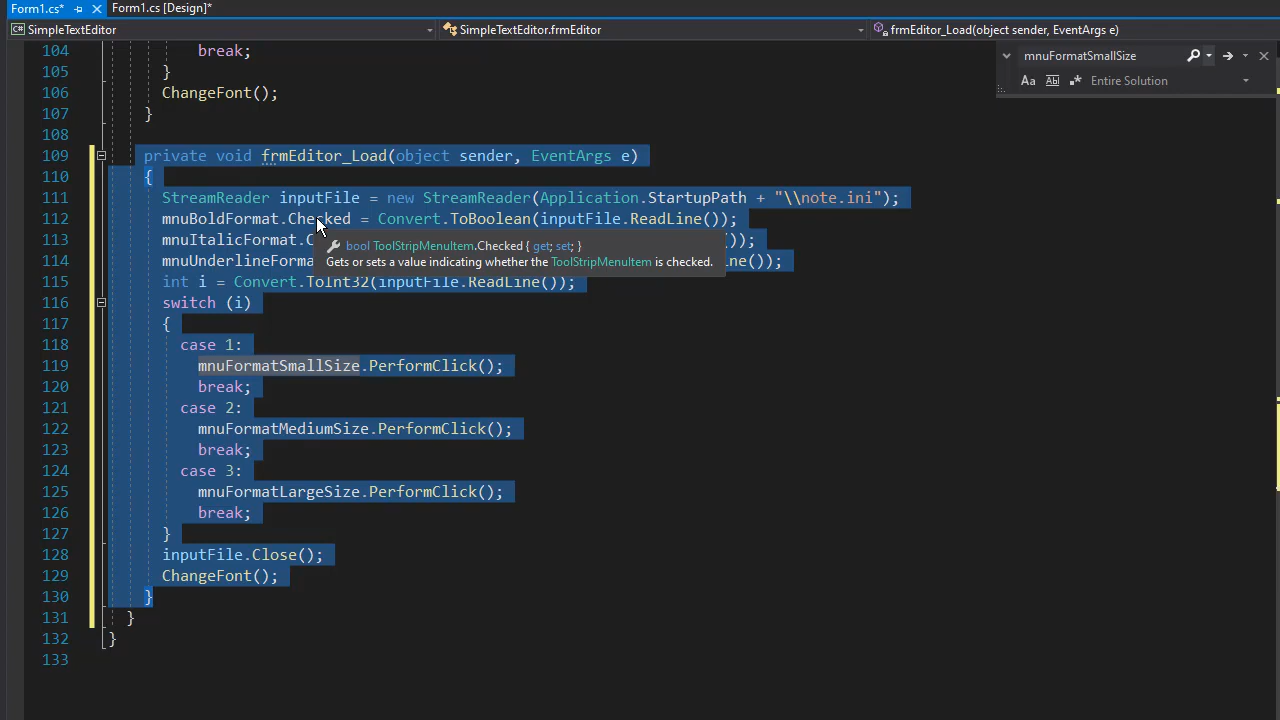 Form1.cs*
Form1.cs [Design]*
SimpleTextEditor
SimpleTextEditor.frmEditor
frmEditor_Load(object sender, EventArgs e)
mnuFormatSmallSize
Aa Ab
Entire Solution
104 break;
105 }
106 ChangeFont();
107 }
108
109 private void frmEditor_Load(object sender, EventArgs e)
110 {
111 StreamReader inputFile = new StreamReader(Application.StartupPath + "\\note.ini");
112 mnuBoldFormat.Checked = Convert.ToBoolean(inputFile.ReadLine());
113 mnuItalicFormat.C ());
bool ToolStripMenuItem.Checked { get; set; }
114 mnuUnderlineForma ne());
Gets or sets a value indicating whether the ToolStripMenuItem is checked.
115 int i = Convert.ToInt32(inputFile.ReadLine());
116 switch (i)
117 {
118 case 1:
119 mnuFormatSmallSize.PerformClick();
120 break;
121 case 2:
122 mnuFormatMediumSize.PerformClick();
123 break;
124 case 3:
125 mnuFormatLargeSize.PerformClick();
126 break;
127 }
128 inputFile.Close();
129 ChangeFont();
130 }
131 }
132 }
133